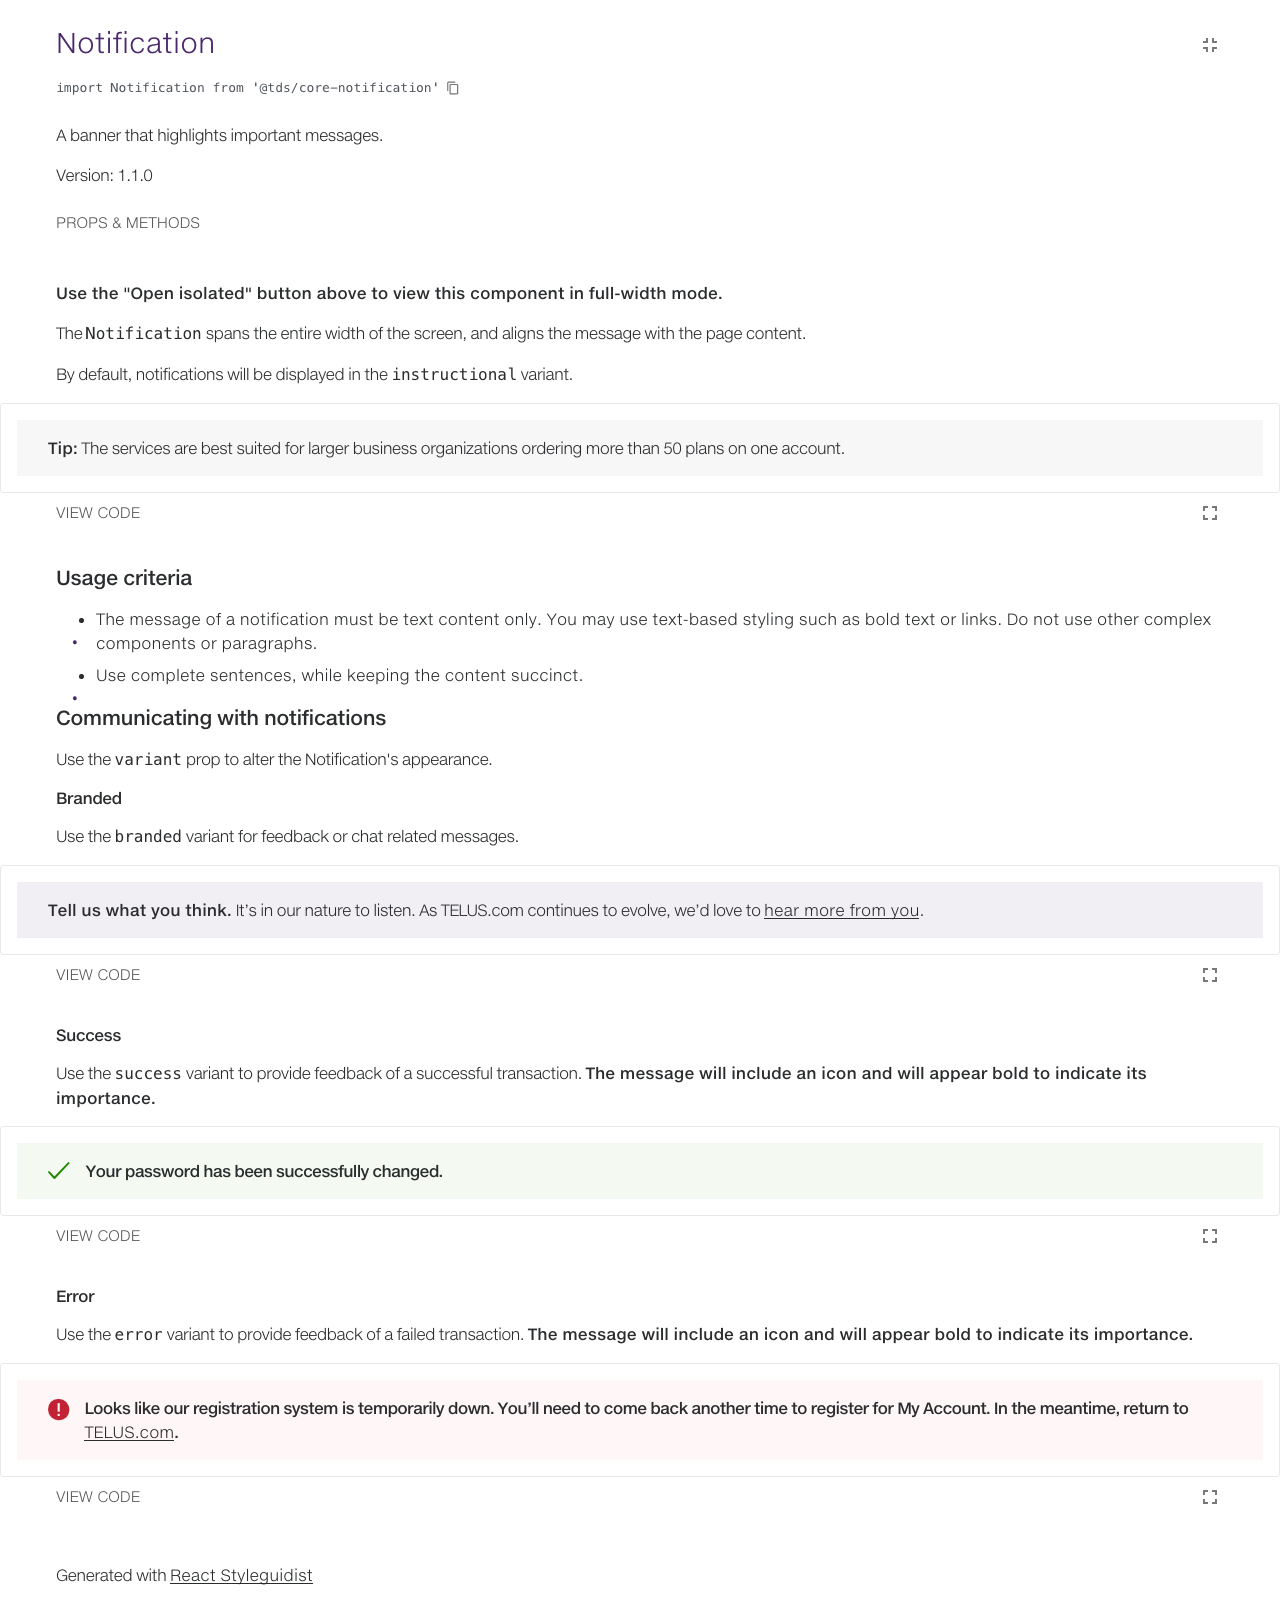 Notification
import Notification from '@tds/core-notification'
A banner that highlights important messages.
Version: 1.1.0
PROPS & METHODS
Use the "Open isolated" button above to view this component in full-width mode.
The Notification spans the entire width of the screen, and aligns the message with the page content.
By default, notifications will be displayed in the instructional variant.
Tip: The services are best suited for larger business organizations ordering more than 50 plans on one account.
VIEW CODE
Usage criteria
• The message of a notification must be text content only. You may use text-based styling such as bold text or links. Do not use other complex
components or paragraphs.
• Use complete sentences, while keeping the content succinct.
Communicating with notifications
Use the variant prop to alter the Notification's appearance.
Branded
Use the branded variant for feedback or chat related messages.
Tell us what you think. It’s in our nature to listen. As TELUS.com continues to evolve, we’d love to hear more from you.
VIEW CODE
Success
Use the success variant to provide feedback of a successful transaction. The message will include an icon and will appear bold to indicate its
importance.
Your password has been successfully changed.
VIEW CODE
Error
Use the error variant to provide feedback of a failed transaction. The message will include an icon and will appear bold to indicate its importance.
Looks like our registration system is temporarily down. You’ll need to come back another time to register for My Account. In the meantime, return to
TELUS.com.
VIEW CODE
Generated with React Styleguidist